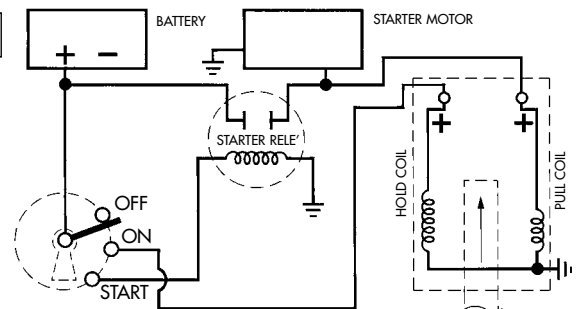 BATTERY
STARTER MOTOR
+ −
STARTER RELE'
+ +
HOLD COIL
PULL COIL
OFF
ON
START